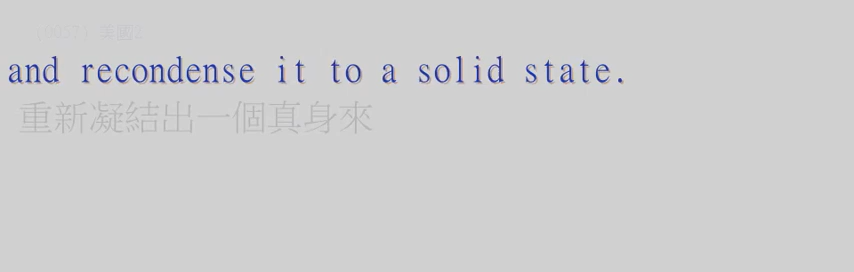 and recondense it to a solid state.
重新凝結出一個真身來